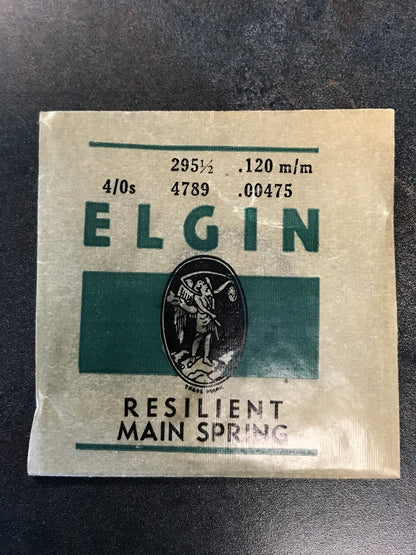 295½ .120 m/m
4/0s 4789 .00475
ELGIN
TRADE MARK
RESILIENT
MAIN SPRING